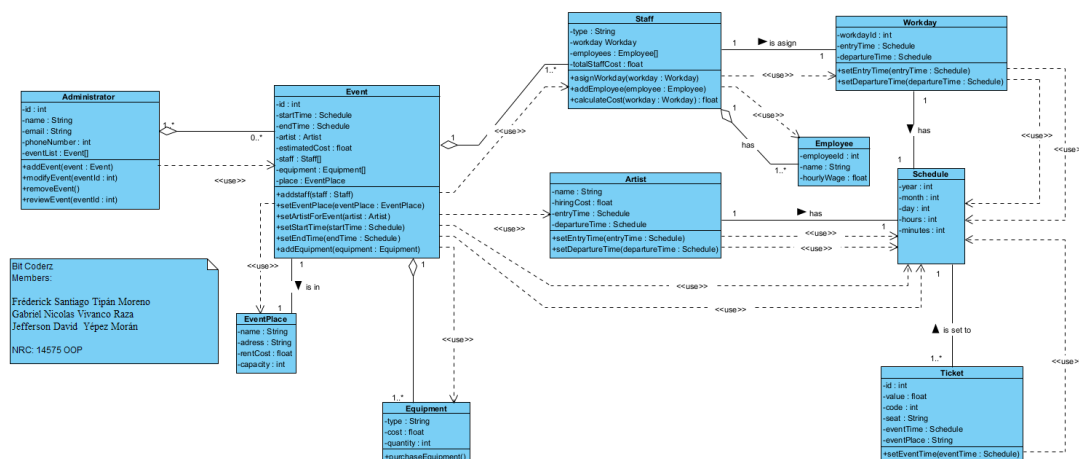 Staff
-type : String
-workday Workday
-employees : Employee[]
-totalStaffCost : float
+asignWorkday(workday : Workday)
+addEmployee(employee : Employee)
+calculateCost(workday : Workday) : float
1
is asign
1
<<use>>
Workday
-workdayId : int
-entryTime : Schedule
-departureTime : Schedule
+setEntryTime(entryTime : Schedule)
+setDepartureTime(departureTime : Schedule)
1
has
1
<<use>>
<<use>>
Administrator
-id : int
-name : String
-email : String
-phoneNumber : int
-eventList : Event[]
+addEvent(event : Event)
+modifyEvent(eventId : int)
+removeEvent()
+reviewEvent(eventId : int)
1..*
0..*
<<use>>
Event
-id : int
-startTime : Schedule
-endTime : Schedule
-artist : Artist
-estimatedCost : float
-staff : Staff[]
-equipment : Equipment[]
-place : EventPlace
+addstaff(staff : Staff)
+setEventPlace(eventPlace : EventPlace)
+setArtistForEvent(artist : Artist)
+setStartTime(startTime : Schedule)
+setEndTime(endTime : Schedule)
+addEquipment(equipment : Equipment)
1
1..*
<<use>>
1
has
1..*
<<use>>
Employee
-employeeId : int
-name : String
-hourlyWage : float
Artist
-name : String
-hiringCost : float
-entryTime : Schedule
-departureTime : Schedule
+setEntryTime(entryTime : Schedule)
+setDepartureTime(departureTime : Schedule)
1
has
1
<<use>>
<<use>>
Schedule
-year : int
-month : int
-day : int
-hours : int
-minutes : int
<<use>>
<<use>>
<<use>>
<<use>>
1
is in
1
1
<<use>>
1..*
1
is set to
1..*
<<use>>
Bit Coderz
Members:
Fréderick Santiago Tipán Moreno
Gabriel Nicolas Vivanco Raza
Jefferson David Yépez Morán
NRC: 14575 OOP
EventPlace
-name : String
-adress : String
-rentCost : float
-capacity : int
Equipment
-type : String
-cost : float
-quantity : int
+purchaseEquipment()
Ticket
-id : int
-value : float
-code : int
-seat : String
-eventTime : Schedule
-eventPlace : String
+setEventTime(eventTime : Schedule)